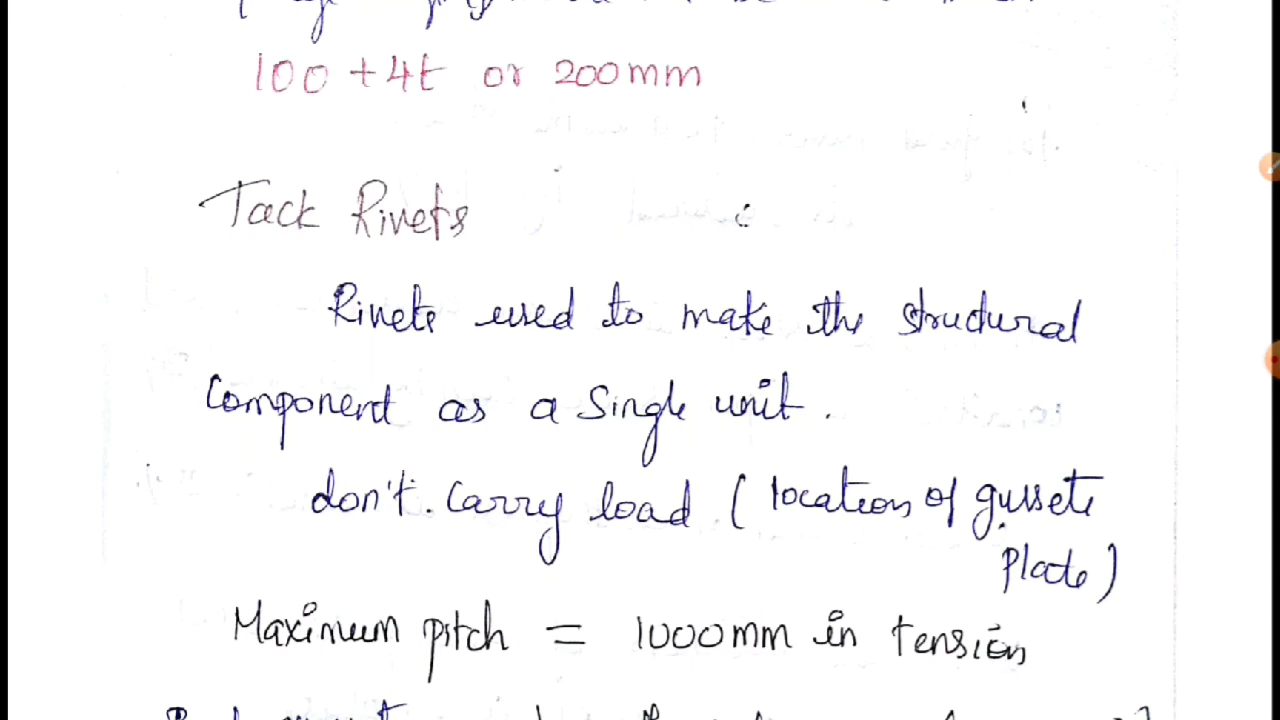 100 + 4t or 200mm
Tack Rivets
Rivets used to make the structural
component as a single unit.
don't. carry load (location of gussets
plate)
Maximum pitch = 1000mm in tension